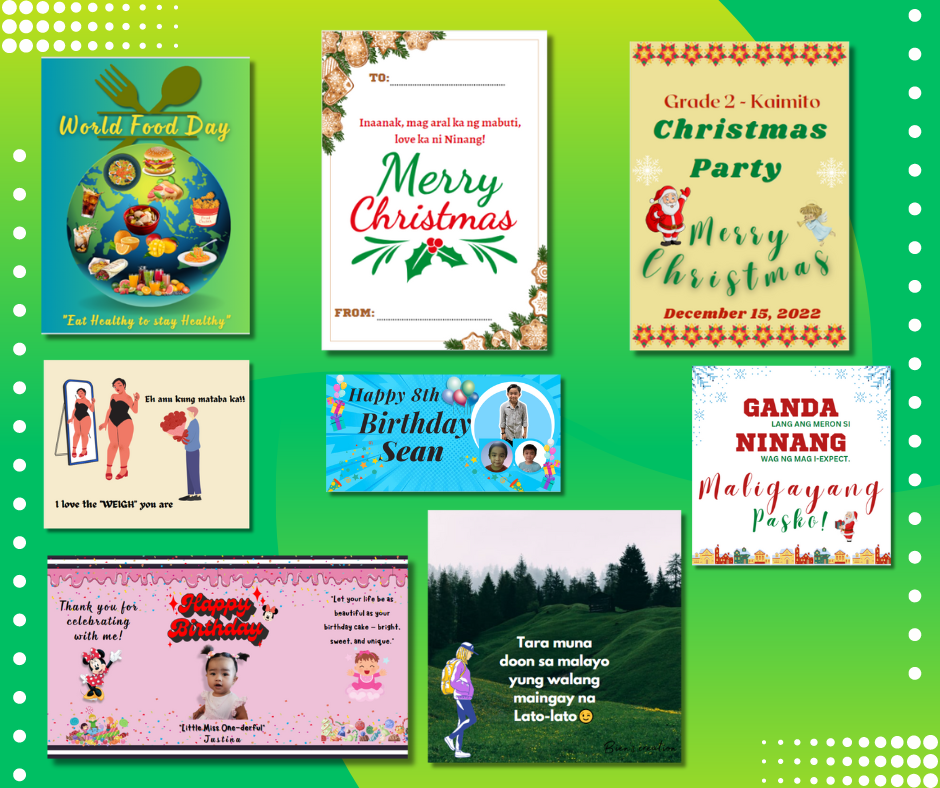 World Food Day
"Eat Healthy to stay Healthy"
TO:
Inaanak, mag aral ka ng mabuti,
love ka ni Ninang!
Merry
Christmas
FROM:
Grade 2 - Kaimito
Christmas
Party
Merry
Christmas
December 15, 2022
Eh anu kung mataba ka!!
I love the "WEIGH" you are
Happy 8th
Birthday
Sean
GANDA
LANG ANG MERON SI
NINANG
WAG NG MAG I-EXPECT.
Maligayang
Pasko!
Thank you for
celebrating
with me!
Happy
Birthday
"Little Miss One-derful"
Justina
"Let your life be as
beautiful as your
birthday cake – bright,
sweet, and unique."
Tara muna
doon sa malayo
yung walang
maingay na
Lato-lato😉